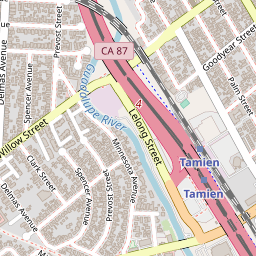 Delmas Avenue
Prevost Street
Spencer Avenue
CA 87
Goodyear Street
Palm Street
Guadalupe River
4
Lelong Street
Willow Street
Minnesota Avenue
Clark Street
Tamien
Tamien
Delmas Avenue
Spencer Avenue
Prevost Street